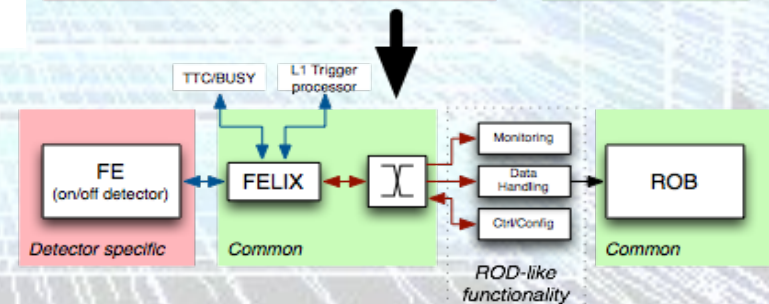 TTC/BUSY
L1 Trigger
processor
FE
(on/off detector)
FELIX
Monitoring
Data
Handling
Ctrl/Config
ROB
Detector specific
Common
ROD-like
functionality
Common